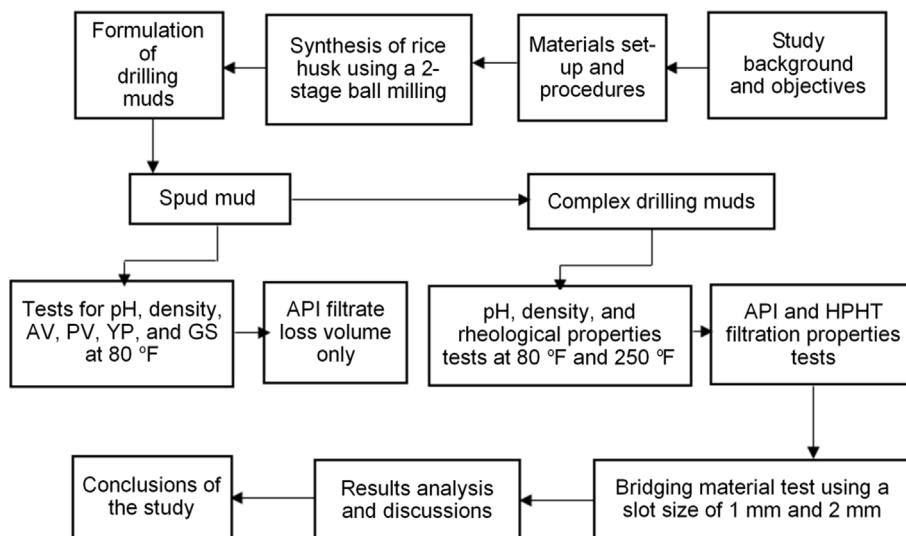 Formulation
of
drilling
muds
Synthesis of rice
husk using a 2-
stage ball milling
Materials set-
up and
procedures
Study
background
and objectives
Spud mud
Complex drilling muds
Tests for pH, density,
AV, PV, YP, and GS
at 80 ºF
API filtrate
loss volume
only
pH, density, and
rheological properties
tests at 80 ºF and 250 ºF
API and HPHT
filtration properties
tests
Conclusions of
the study
Results analysis
and discussions
Bridging material test using a
slot size of 1 mm and 2 mm